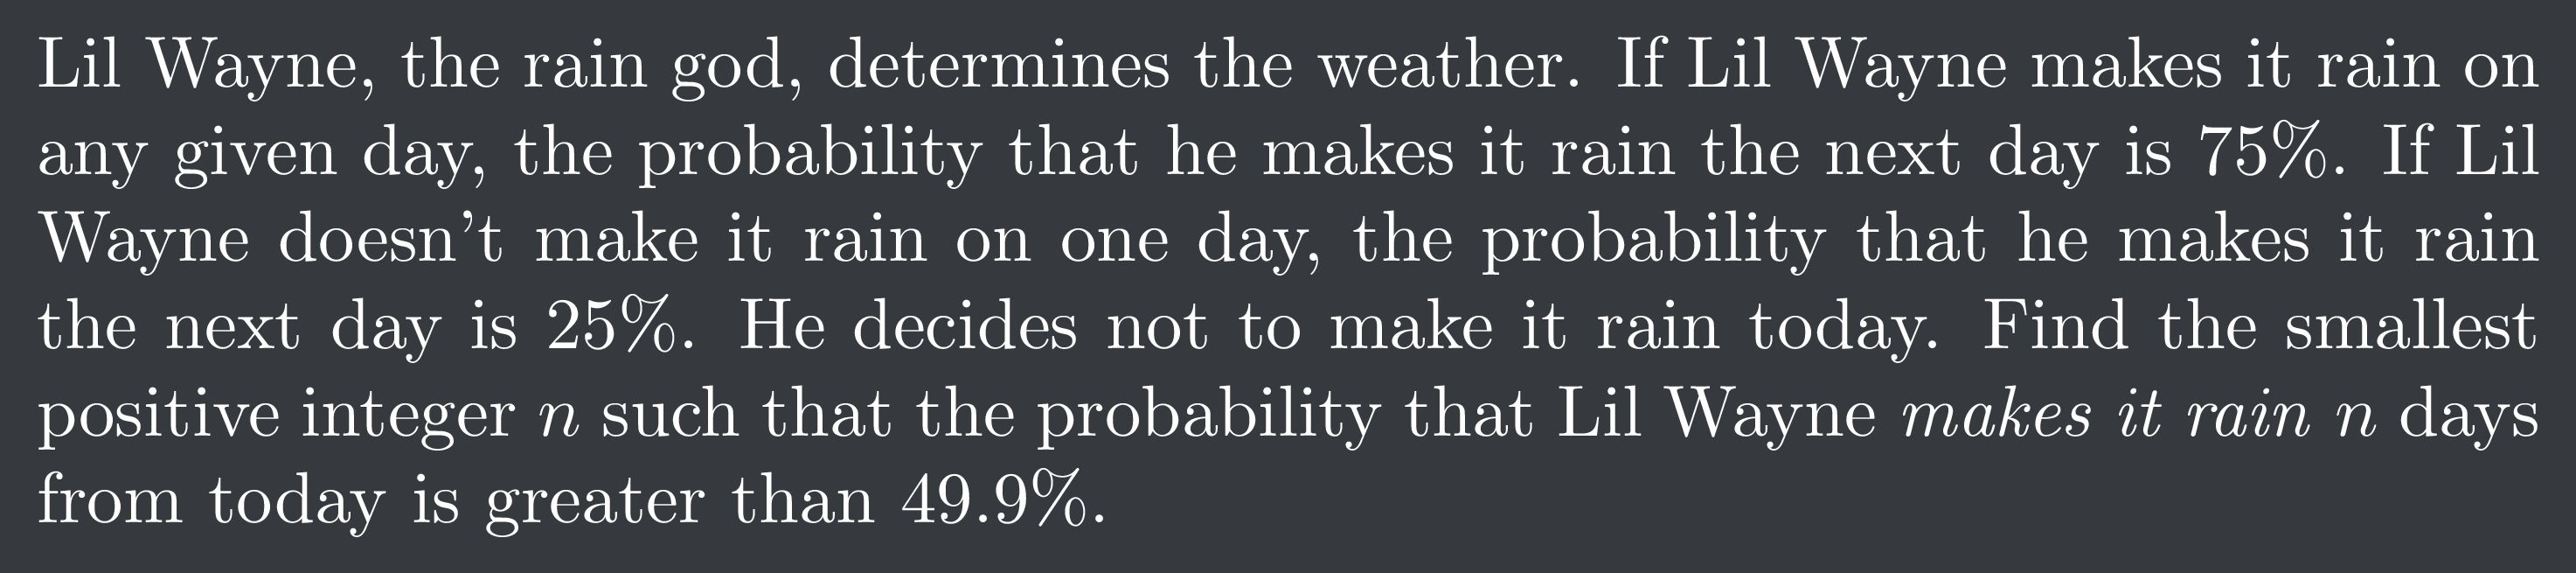 Lil Wayne, the rain god, determines the weather. If Lil Wayne makes it rain on
any given day, the probability that he makes it rain the next day is 75%. If Lil
Wayne doesn't make it rain on one day, the probability that he makes it rain
the next day is 25%. He decides not to make it rain today. Find the smallest
positive integer n such that the probability that Lil Wayne makes it rain n days
from today is greater than 49.9%.